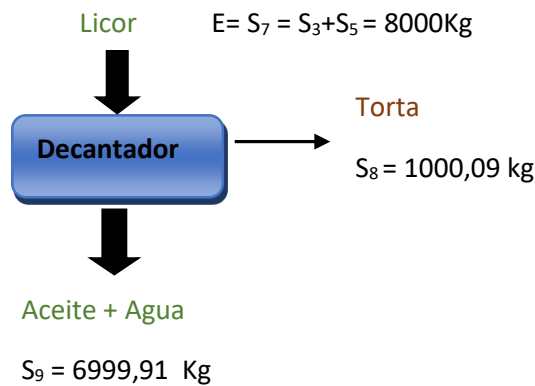 Licor
E= S₇ = S₃+S₅ = 8000Kg
Torta
Decantador
S₈ = 1000,09 kg
Aceite + Agua
S₉ = 6999,91 Kg